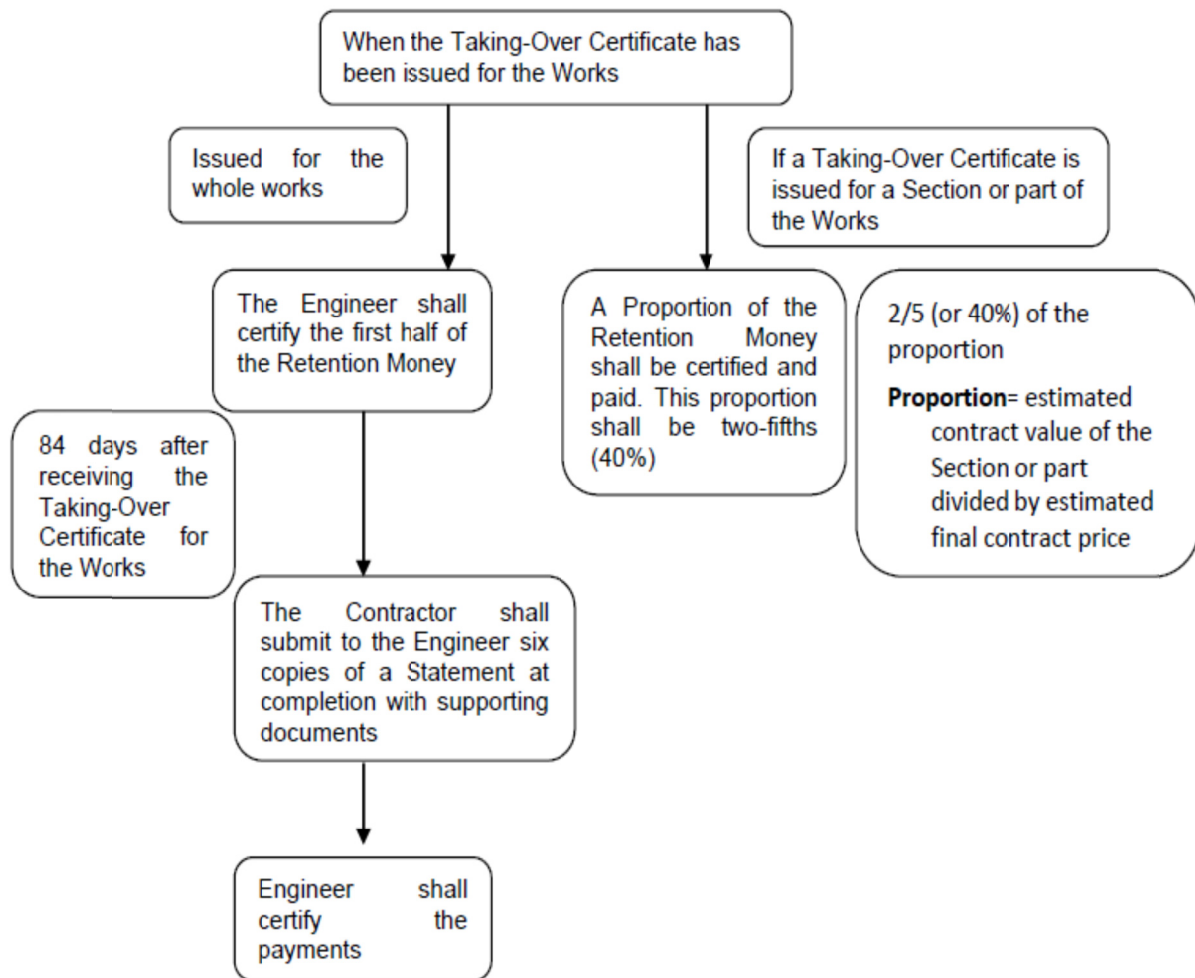 When the Taking-Over Certificate has
been issued for the Works
Issued for the
whole works
If a Taking-Over Certificate is
issued for a Section or part of
the Works
The Engineer shall
certify the first half of
the Retention Money
A Proportion of the
Retention Money
shall be certified and
paid. This proportion
shall be two-fifths
(40%)
2/5 (or 40%) of the
proportion
Proportion= estimated
contract value of the
Section or part
divided by estimated
final contract price
84 days after
receiving the
Taking-Over
Certificate for
the Works
The Contractor shall
submit to the Engineer six
copies of a Statement at
completion with supporting
documents
Engineer shall
certify the
payments